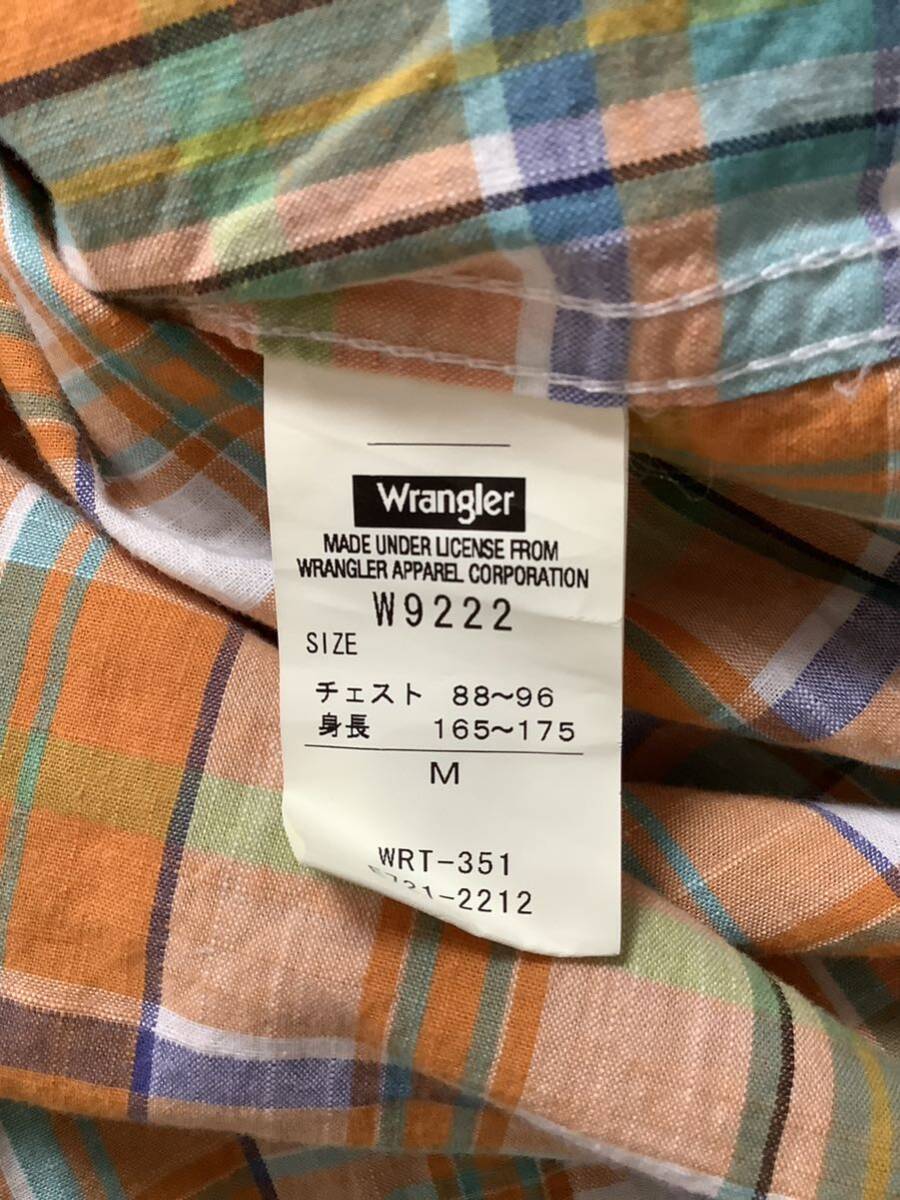 Wrangler
MADE UNDER LICENSE FROM
WRANGLER APPAREL CORPORATION
W9222
SIZE
チェスト 88〜96
身長 165〜175
M
WRT-351